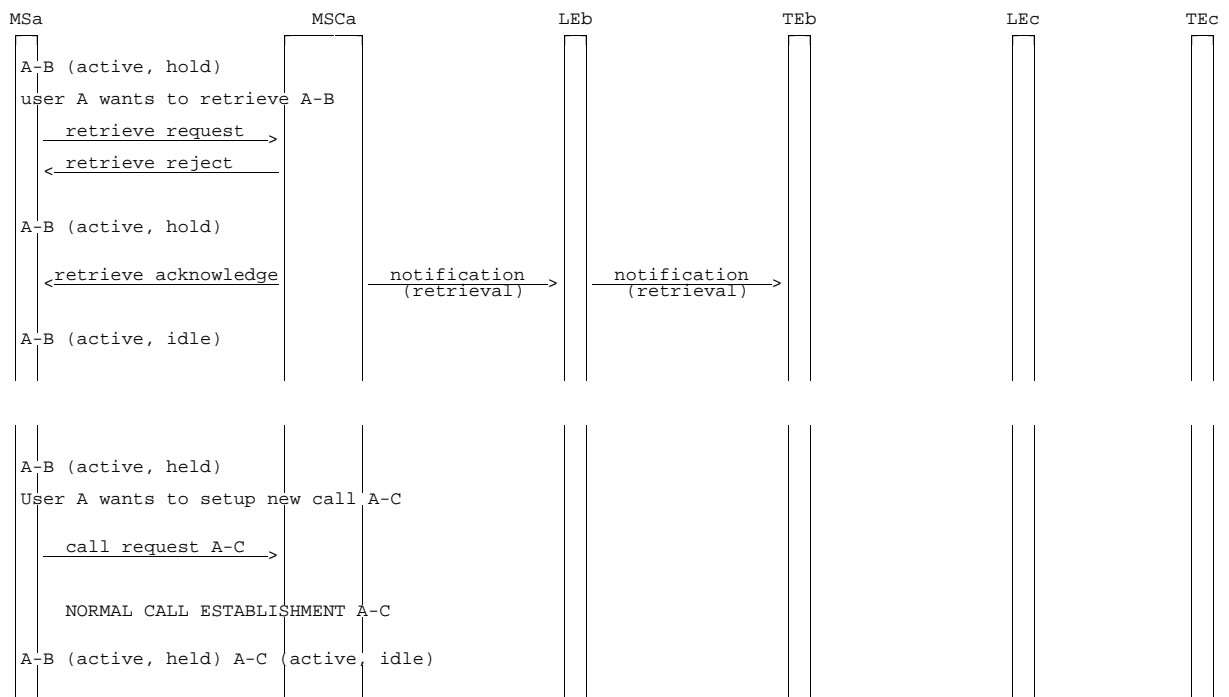 MSa MSCa LEb TEb LEc TEc
A-B (active, hold)
user A wants to retrieve A-B
retrieve request
retrieve reject
A-B (active, hold)
retrieve acknowledge notification notification
(retrieval) (retrieval)
A-B (active, idle)
A-B (active, held)
User A wants to setup new call A-C
call request A-C
NORMAL CALL ESTABLISHMENT A-C
A-B (active, held) A-C (active, idle)